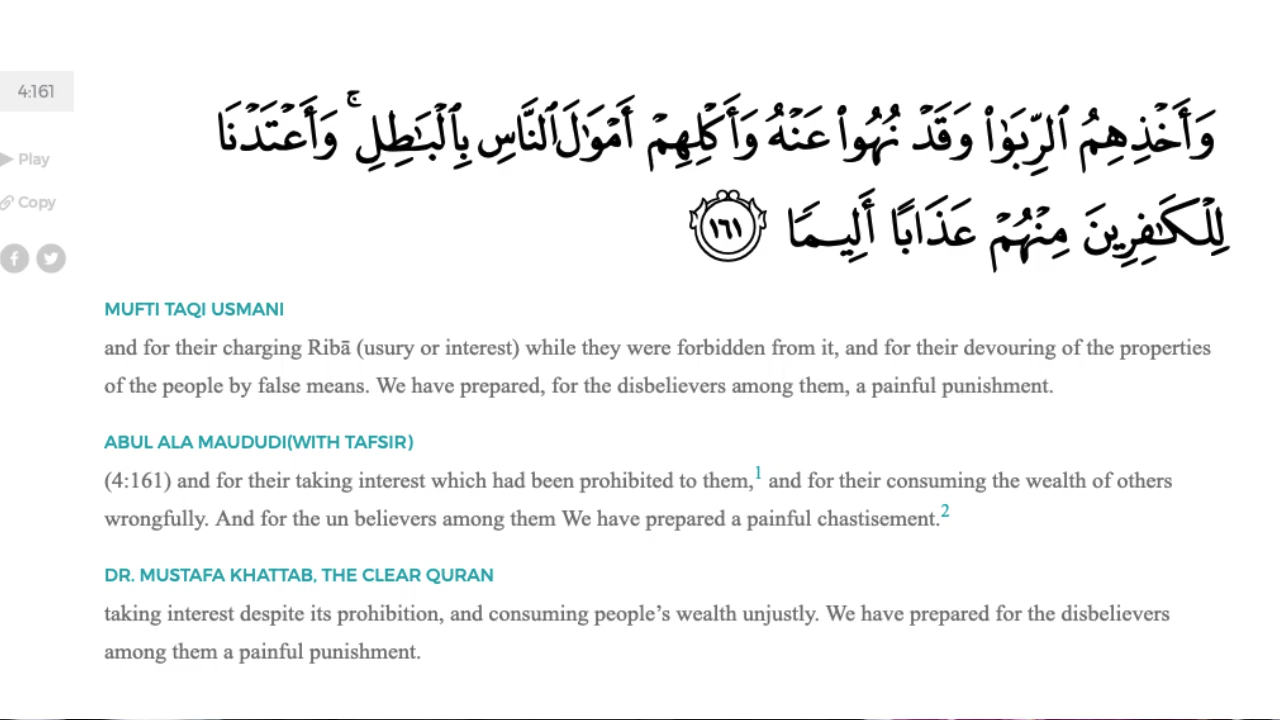 4:161
وَأَخْذِهِمُ ٱلرِّبَوٰا۟ وَقَدْ نُهُوا۟ عَنْهُ وَأَكْلِهِمْ أَمْوَٰلَ ٱلنَّاسِ بِٱلْبَـٰطِلِ ۚ وَأَعْتَدْنَا
Play
Copy
لِلْكَـٰفِرِينَ مِنْهُمْ عَذَابًا أَلِيمًا ١٦١
MUFTI TAQI USMANI
and for their charging Ribā (usury or interest) while they were forbidden from it, and for their devouring of the properties
of the people by false means. We have prepared, for the disbelievers among them, a painful punishment.
ABUL ALA MAUDUDI(WITH TAFSIR)
(4:161) and for their taking interest which had been prohibited to them,1 and for their consuming the wealth of others
wrongfully. And for the un believers among them We have prepared a painful chastisement.2
DR. MUSTAFA KHATTAB, THE CLEAR QURAN
taking interest despite its prohibition, and consuming people’s wealth unjustly. We have prepared for the disbelievers
among them a painful punishment.